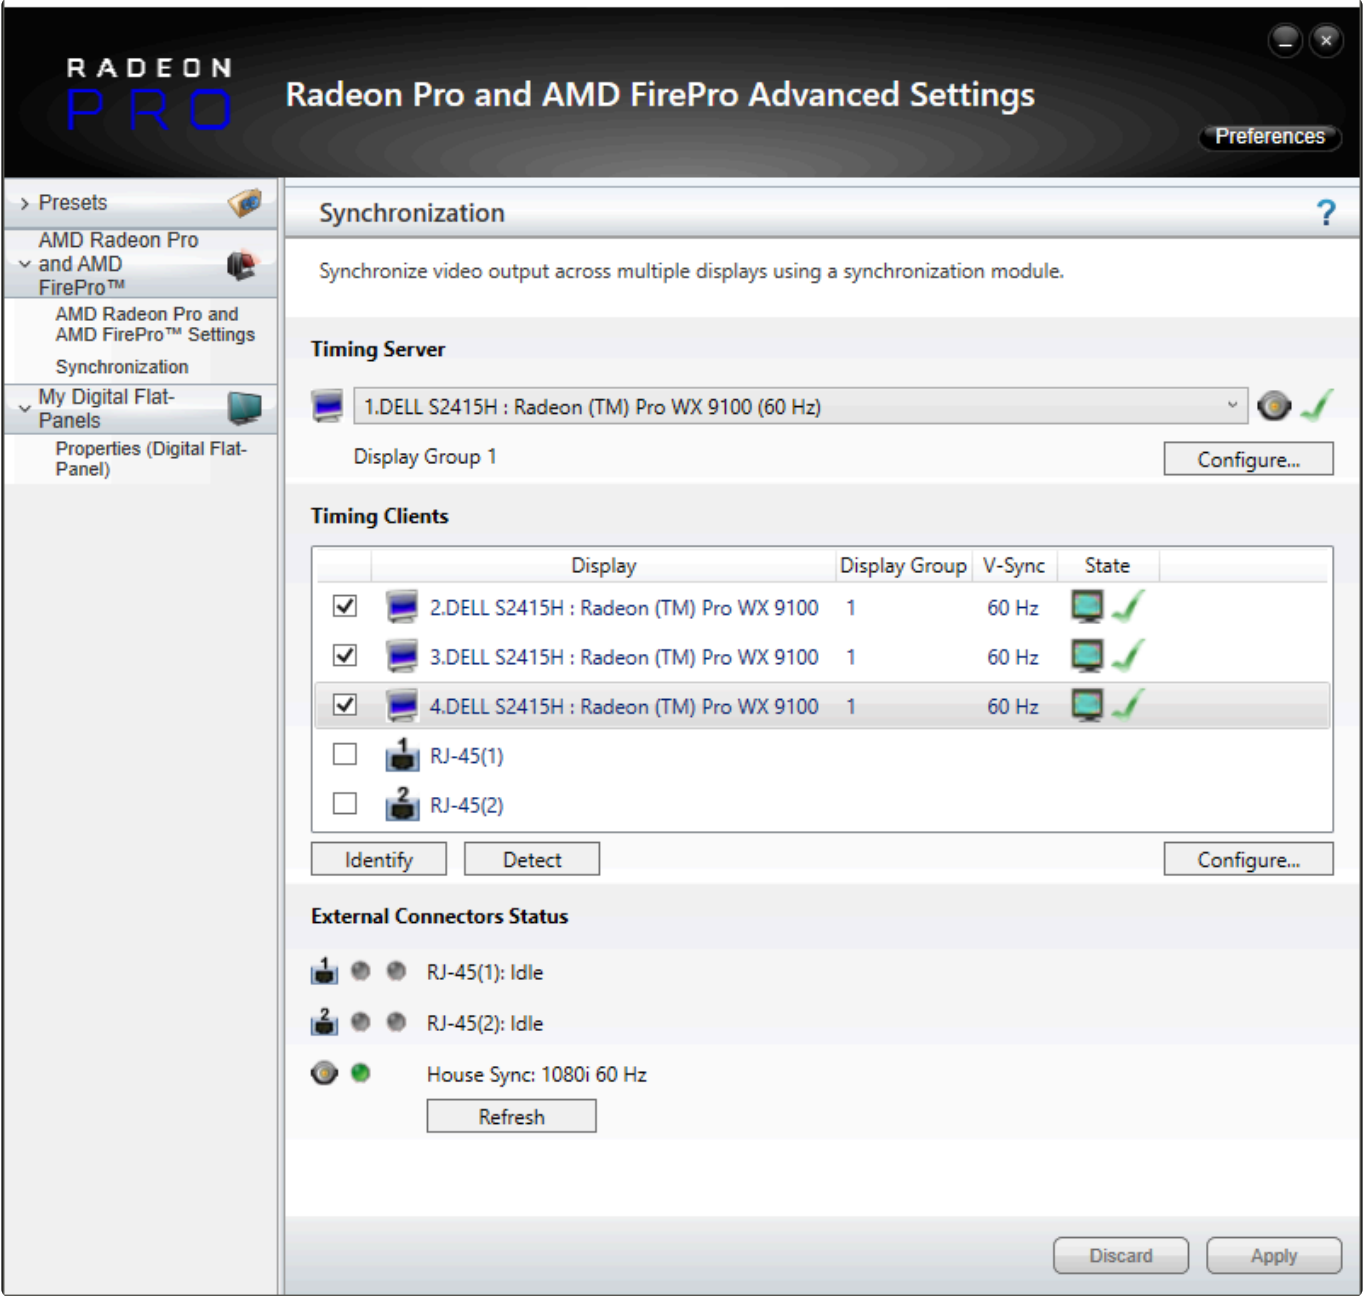 RADEON
PRO
Radeon Pro and AMD FirePro Advanced Settings
Preferences
Presets
AMD Radeon Pro
and AMD
FirePro™
AMD Radeon Pro and
AMD FirePro™ Settings
Synchronization
My Digital Flat-
Panels
Properties (Digital Flat-
Panel)
Synchronization
?
Synchronize video output across multiple displays using a synchronization module.
Timing Server
1.DELL S2415H : Radeon (TM) Pro WX 9100 (60 Hz)
Display Group 1
Configure...
Timing Clients
Display Display Group V-Sync State
2.DELL S2415H : Radeon (TM) Pro WX 9100 1 60 Hz
3.DELL S2415H : Radeon (TM) Pro WX 9100 1 60 Hz
4.DELL S2415H : Radeon (TM) Pro WX 9100 1 60 Hz
1 RJ-45(1)
2 RJ-45(2)
Identify Detect Configure...
External Connectors Status
1 RJ-45(1): Idle
2 RJ-45(2): Idle
House Sync: 1080i 60 Hz
Refresh
Discard Apply